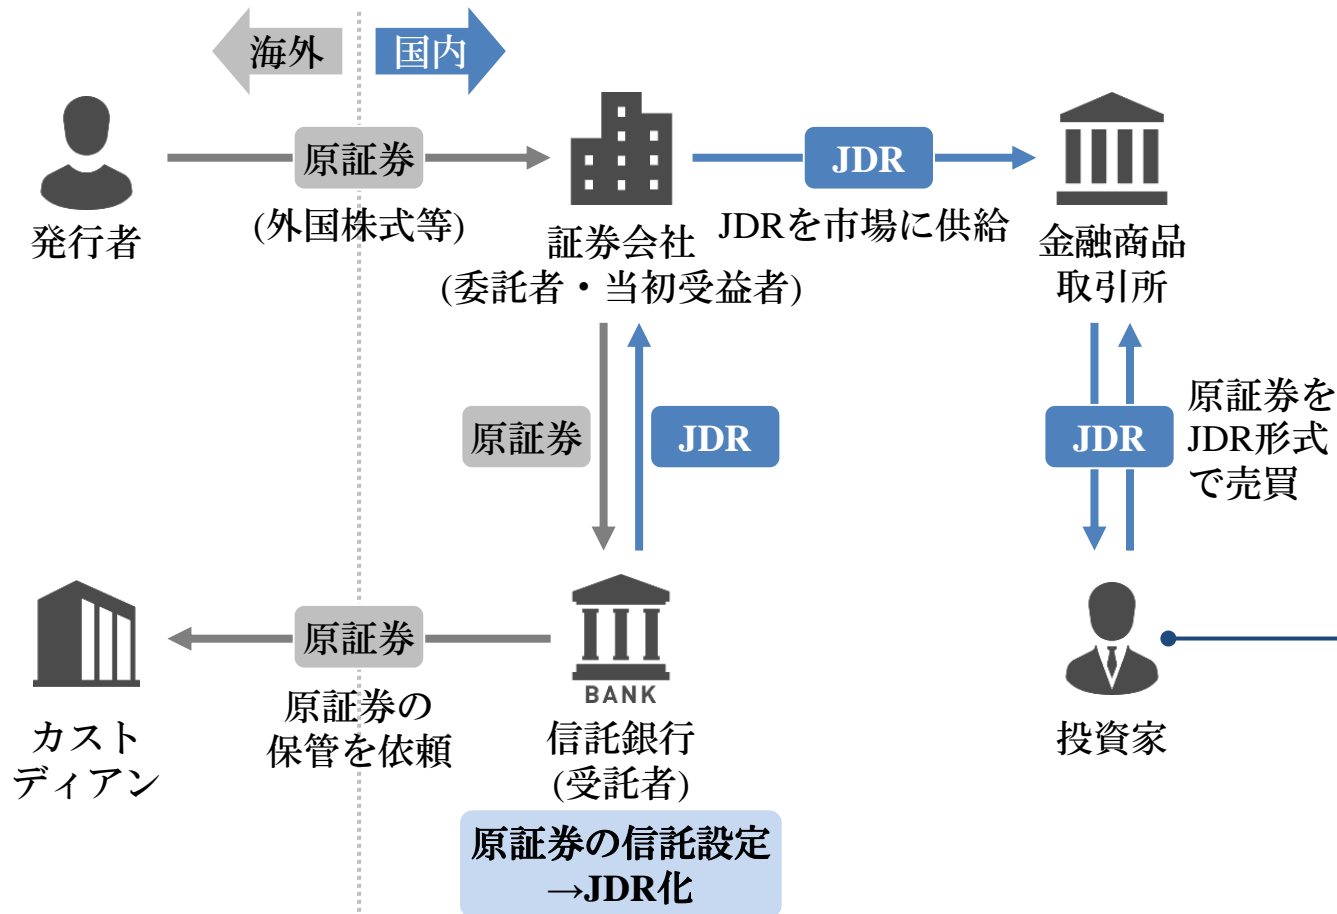 海外
国内
原証券
JDR
(外国株式等)
JDRを市場に供給
発行者
証券会社
(委託者・当初受益者)
金融商品
取引所
原証券
JDR
JDR
原証券を
JDR形式
で売買
原証券
原証券の
保管を依頼
カスト
ディアン
BANK
信託銀行
(受託者)
投資家
原証券の信託設定
→JDR化